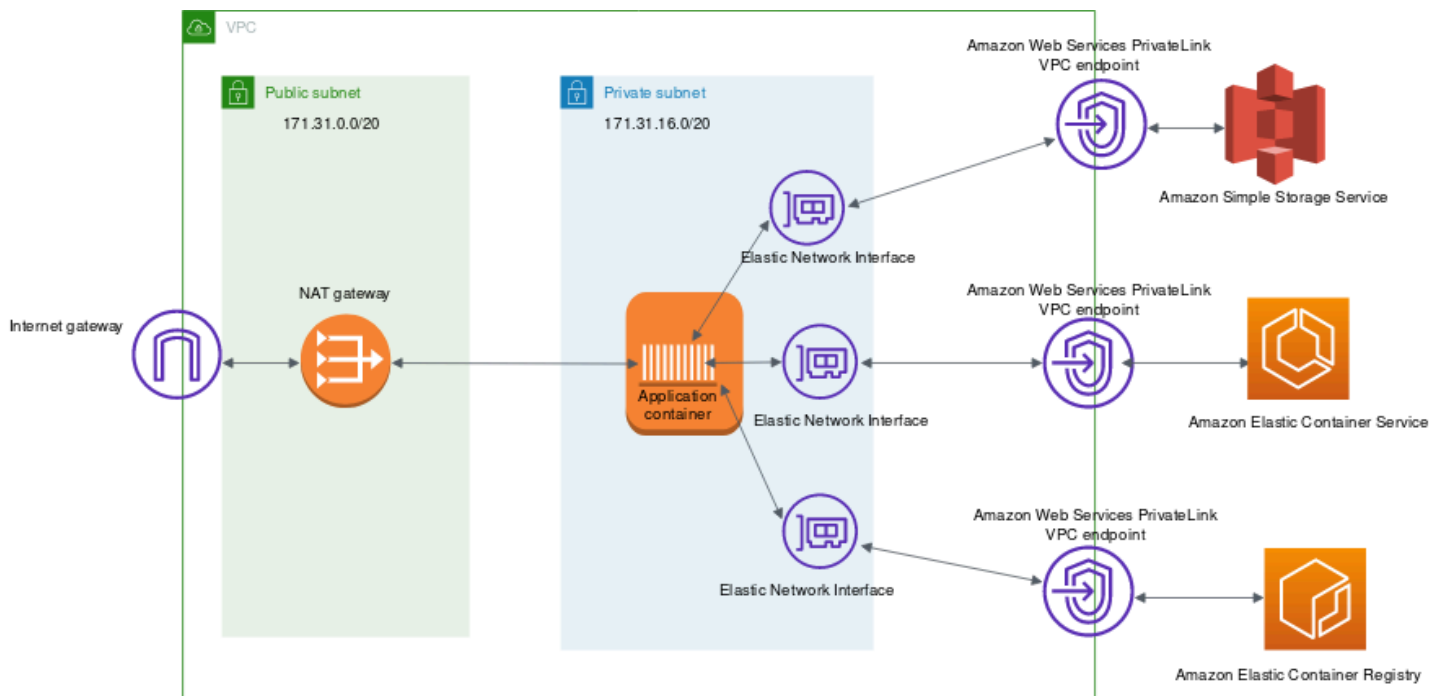 VPC
Amazon Web Services PrivateLink
VPC endpoint
Public subnet
171.31.0.0/20
Private subnet
171.31.16.0/20
Amazon Simple Storage Service
Elastic Network Interface
NAT gateway
Internet gateway
Amazon Web Services PrivateLink
VPC endpoint
Application
container
Elastic Network Interface
Amazon Elastic Container Service
Amazon Web Services PrivateLink
VPC endpoint
Elastic Network Interface
Amazon Elastic Container Registry